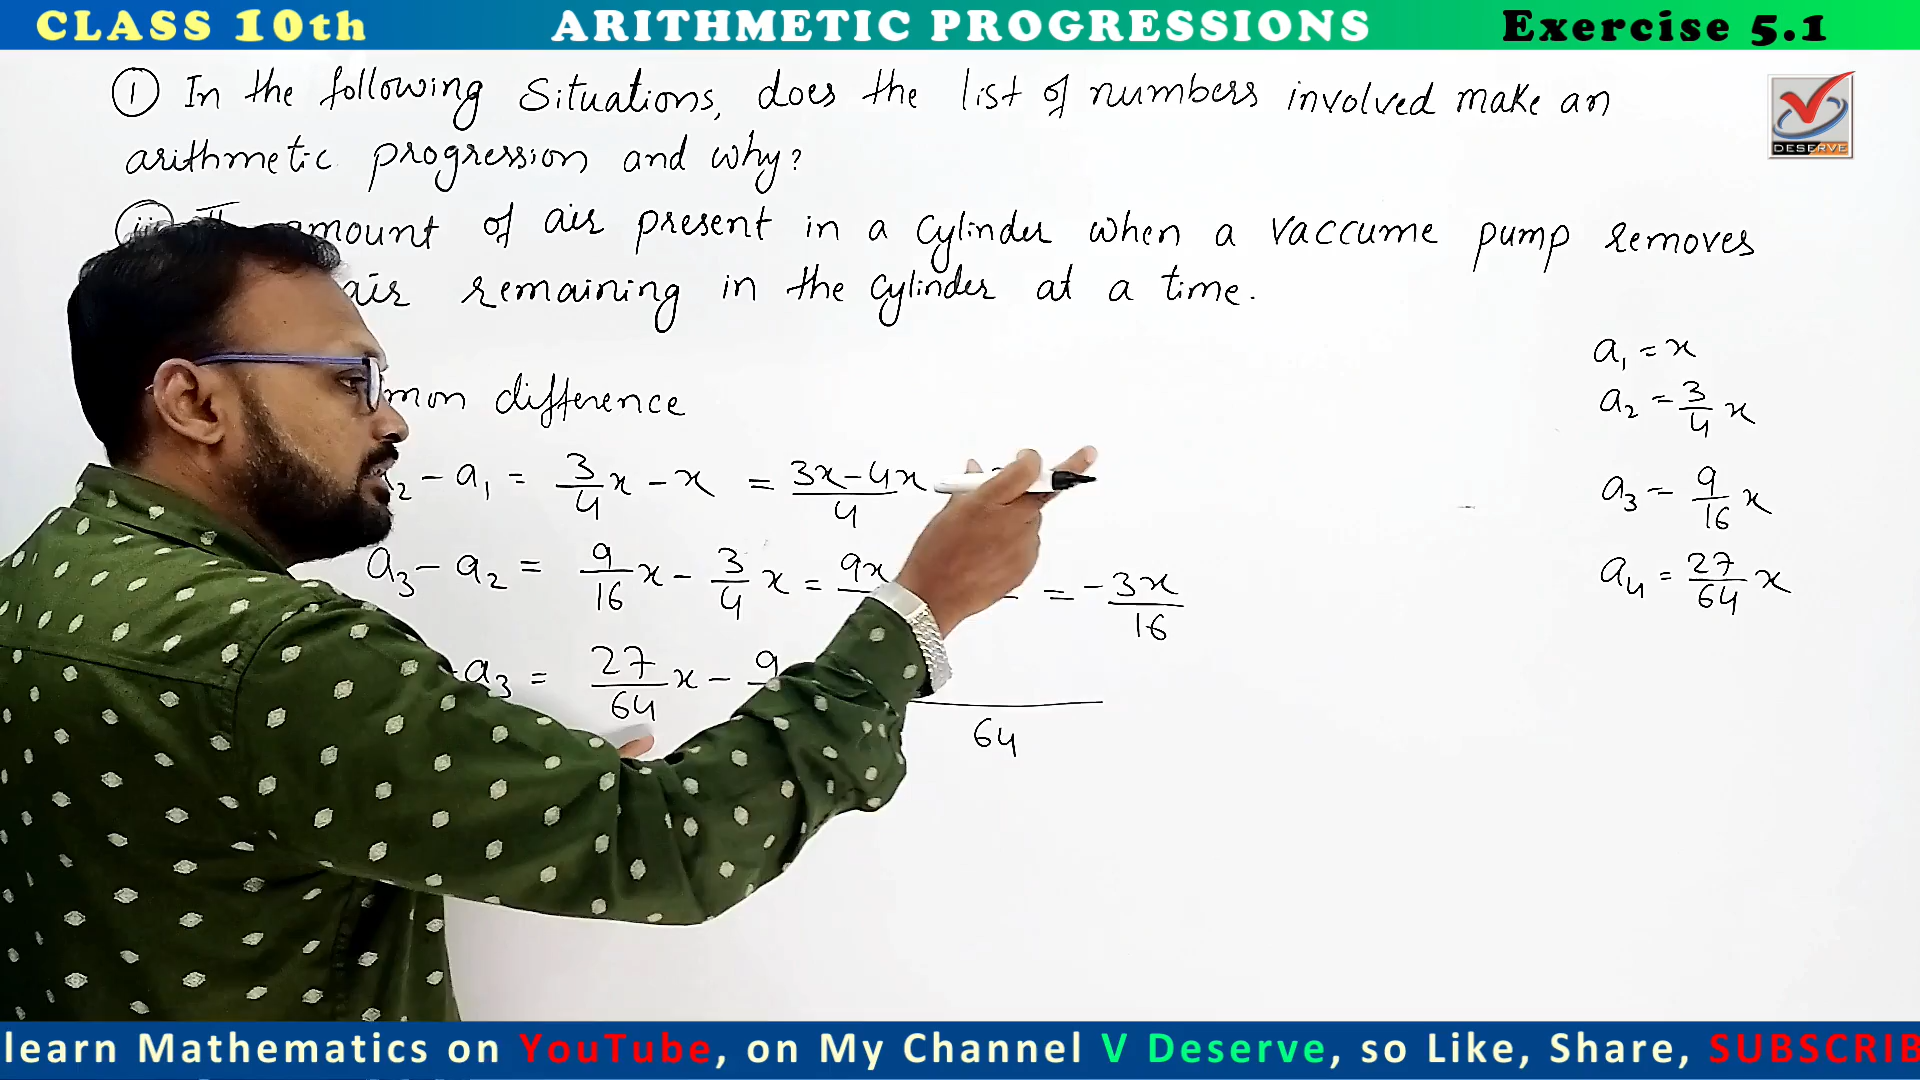 CLASS 10th ARITHMETIC PROGRESSIONS Exercise 5.1
① In the following Situations, does the list of numbers involved make an
arithmetic progression and why?
DESERVE
amount of air present in a cylinder when a vaccume pump removes
air remaining in the cylinder at a time.
a₁ = x
a₂ = 3/4 x
mon difference
a₃ = 9/16 x
a₄ = 27/64 x
₂ - a₁ = 3/4 x - x = 3x-4x/4
a₃ - a₂ = 9/16 x - 3/4 x = 9x = -3x/16
- a₃ = 27/64 x - 9 64
learn Mathematics on YouTube, on My Channel V Deserve, so Like, Share, SUBSCRIB